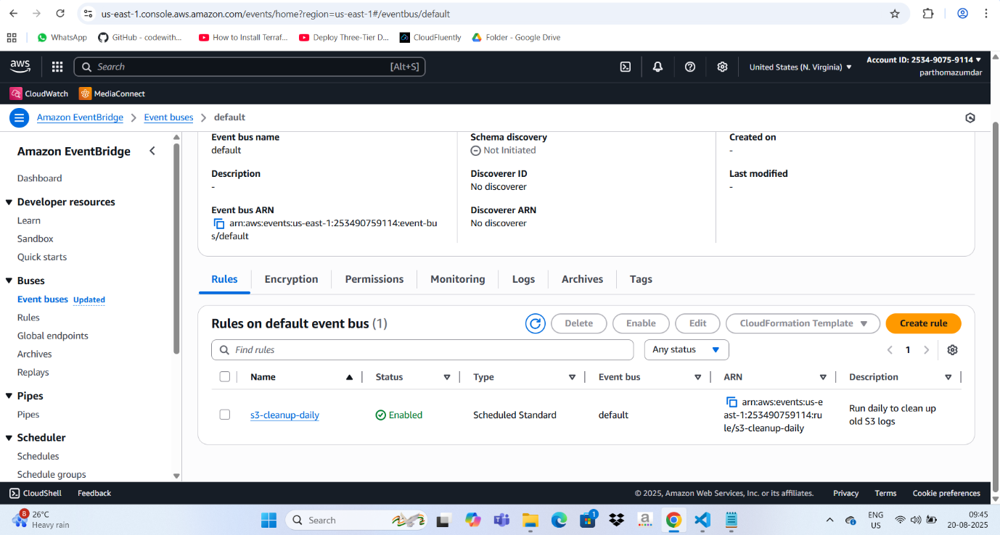 us-east-1.console.aws.amazon.com/events/home?region=us-east-1#/eventbus/default
WhatsApp
GitHub - codewith...
How to Install Terraf...
Deploy Three-Tier D...
CloudFluently
Folder - Google Drive
aws
Search
[Alt+S]
United States (N. Virginia)
Account ID: 2534-9075-9114
parthomazumdar
CloudWatch
MediaConnect
Amazon EventBridge
Event buses
default
Amazon EventBridge
Dashboard
Developer resources
Learn
Sandbox
Quick starts
Buses
Event buses Updated
Rules
Global endpoints
Archives
Replays
Pipes
Pipes
Scheduler
Schedules
Schedule groups
Event bus name
default
Description
-
Event bus ARN
arn:aws:events:us-east-1:253490759114:event-bu
s/default
Schema discovery
Not Initiated
Discoverer ID
No discoverer
Discoverer ARN
No discoverer
Created on
-
Last modified
-
Rules
Encryption
Permissions
Monitoring
Logs
Archives
Tags
Rules on default event bus (1)
Delete
Enable
Edit
CloudFormation Template
Create rule
Find rules
Any status
1
Name
Status
Type
Event bus
ARN
Description
s3-cleanup-daily
Enabled
Scheduled Standard
default
arn:aws:events:us-e
ast-1:253490759114:ru
le/s3-cleanup-daily
Run daily to clean up
old S3 logs
CloudShell
Feedback
© 2025, Amazon Web Services, Inc. or its affiliates.
Privacy
Terms
Cookie preferences
8
26°C
Heavy rain
Search
1
a
ENG
US
09:45
20-08-2025